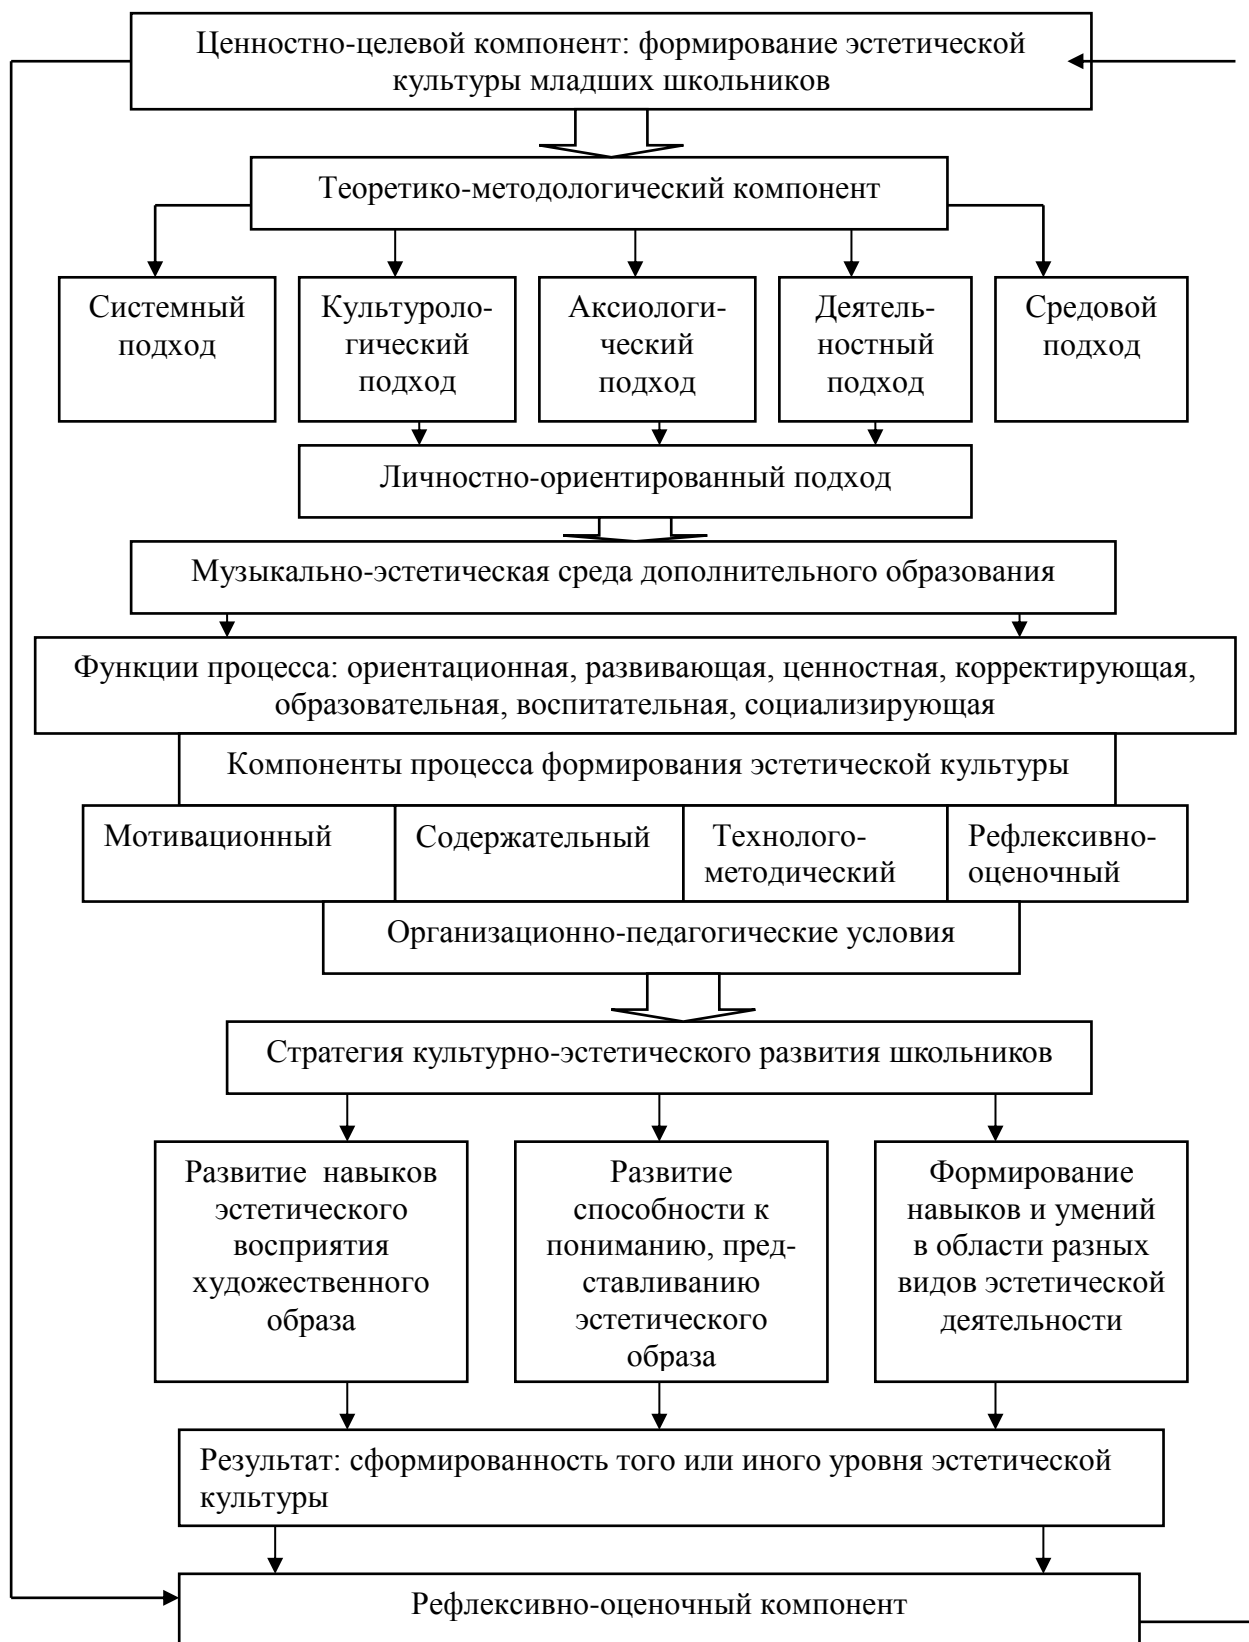 Ценностно-целевой компонент: формирование эстетической
культуры младших школьников
Теоретико-методологический компонент
Системный
подход
Культуроло-
гический
подход
Аксиологи-
ческий
подход
Деятель-
ностный
подход
Средовой
подход
Личностно-ориентированный подход
Музыкально-эстетическая среда дополнительного образования
Функции процесса: ориентационная, развивающая, ценностная, корректирующая,
образовательная, воспитательная, социализирующая
Компоненты процесса формирования эстетической культуры
Мотивационный
Содержательный
Технолого-
методический
Рефлексивно-
оценочный
Организационно-педагогические условия
Стратегия культурно-эстетического развития школьников
Развитие навыков
эстетического
восприятия
художественного
образа
Развитие
способности к
пониманию, пред-
ставливанию
эстетического
образа
Формирование
навыков и умений
в области разных
видов эстетической
деятельности
Результат: сформированность того или иного уровня эстетической
культуры
Рефлексивно-оценочный компонент